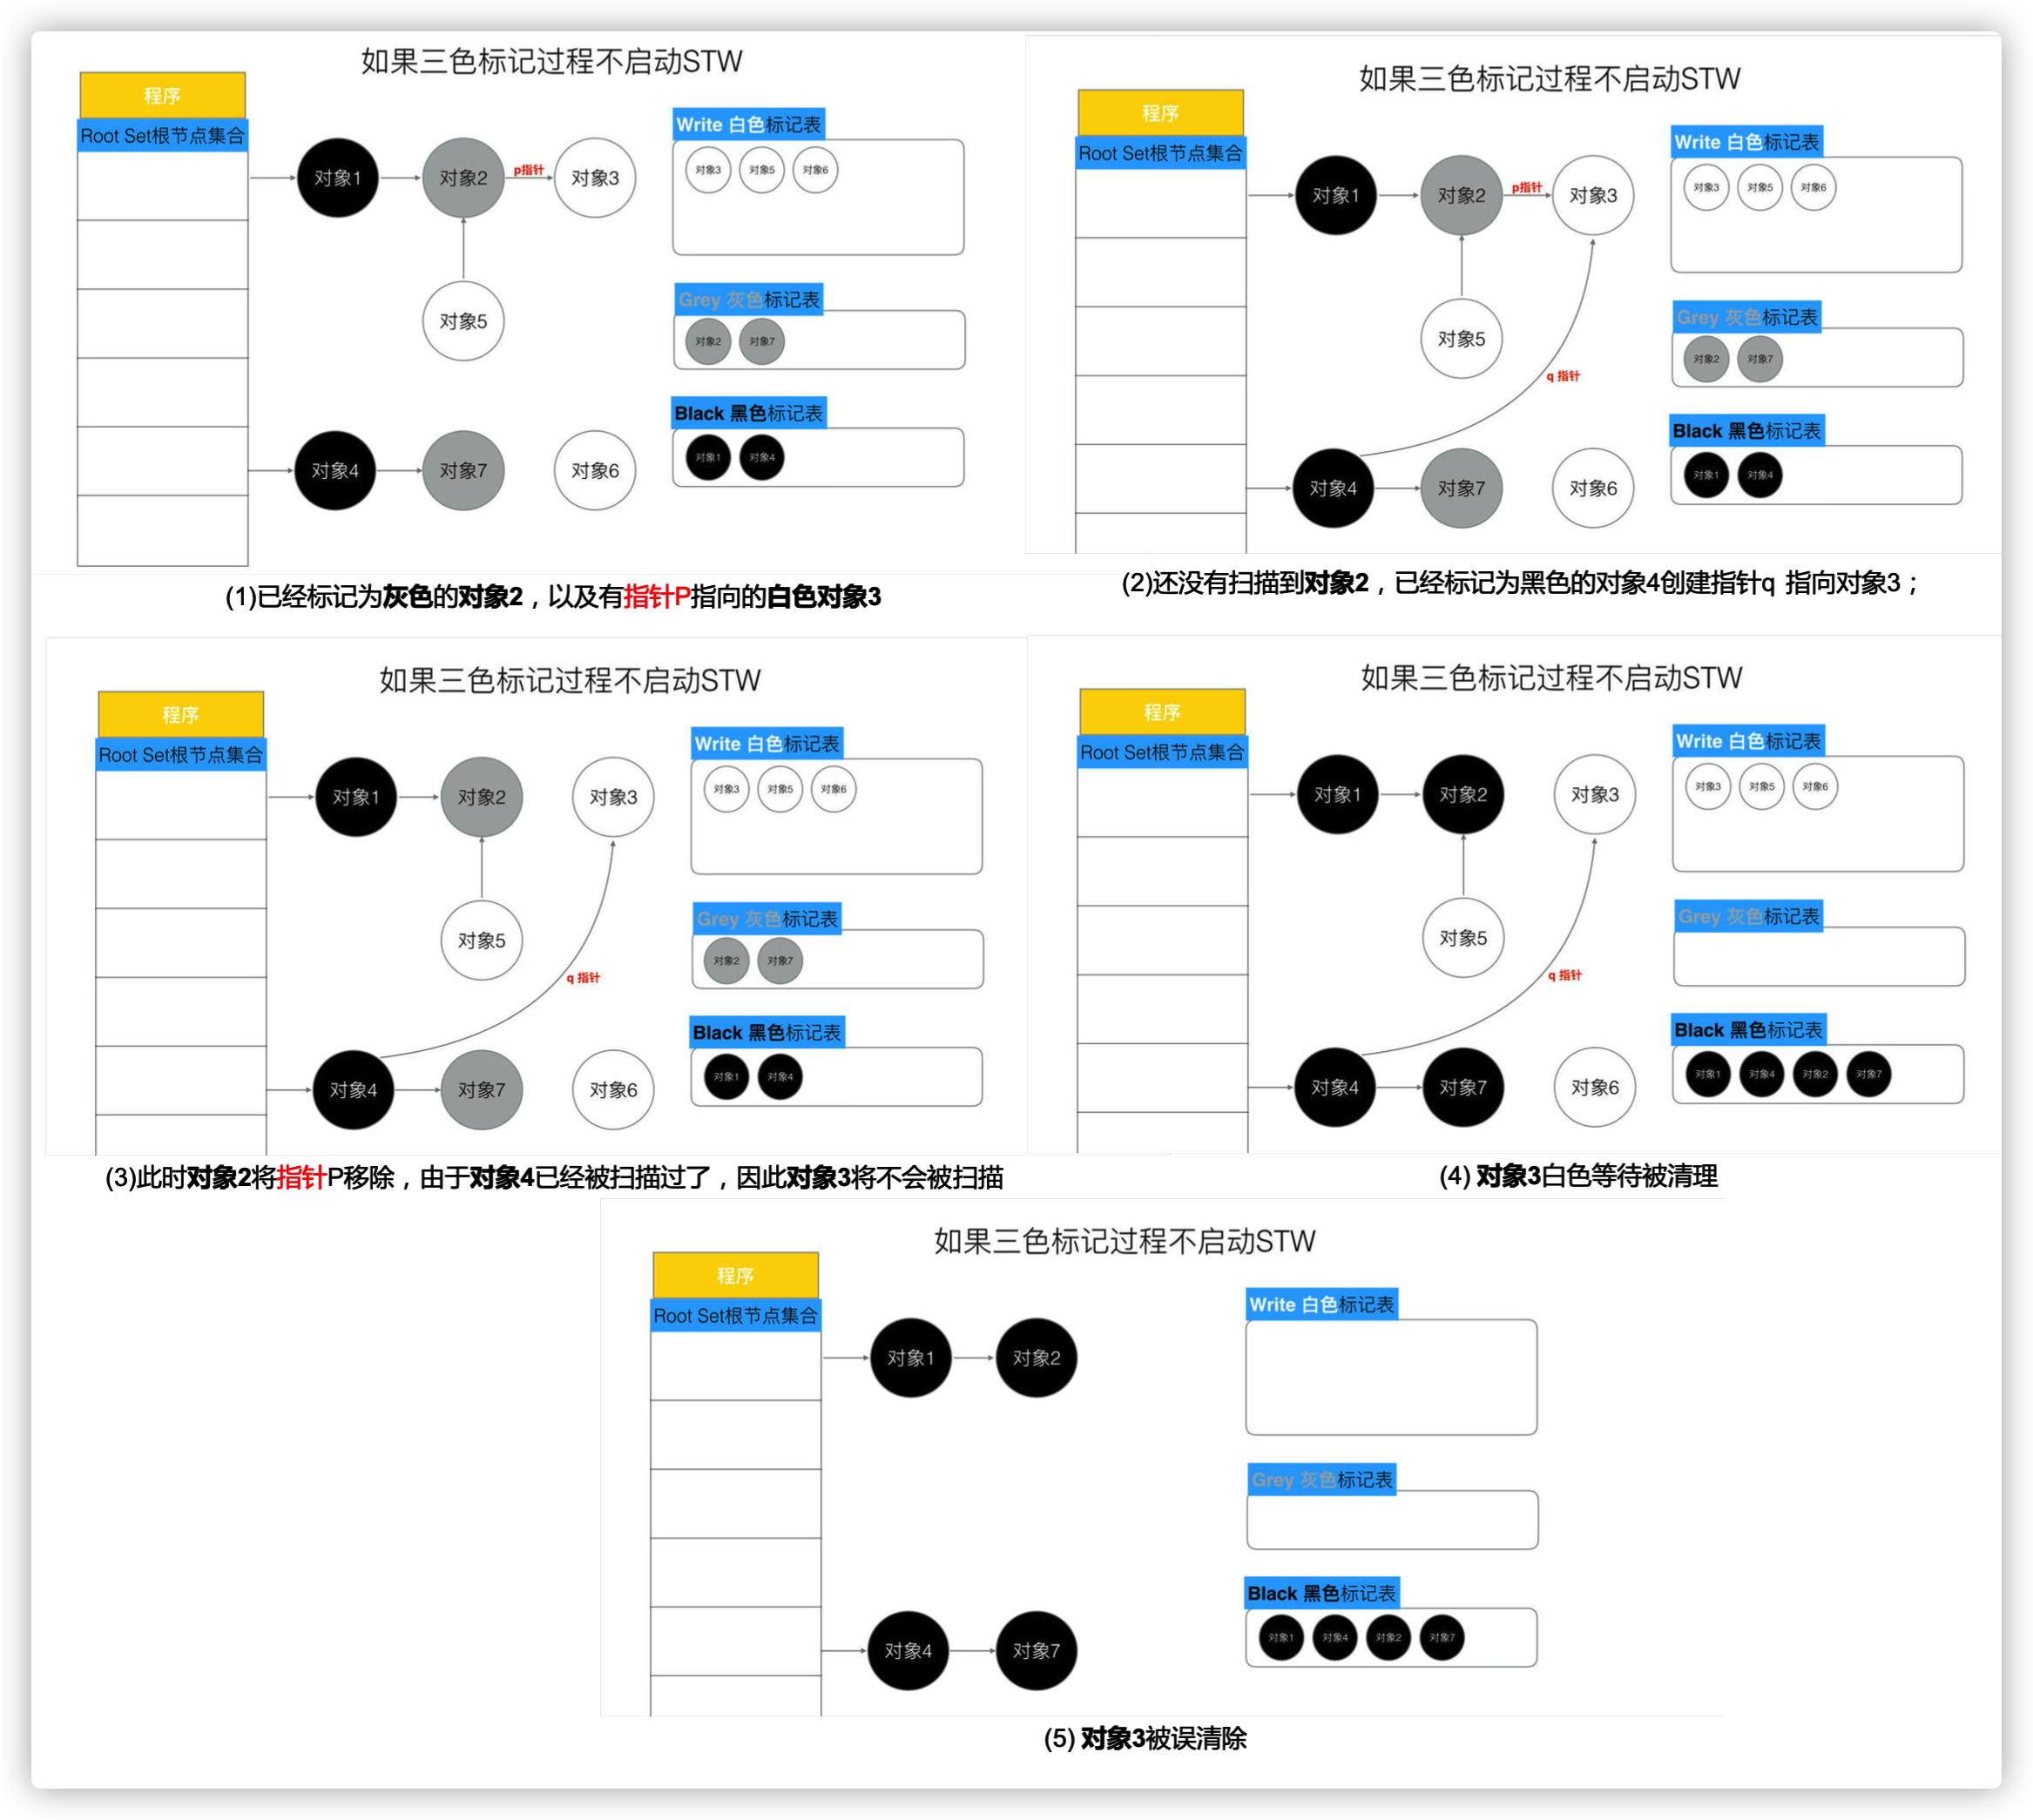 如果三色标记过程不启动STW
程序
Root Set根节点集合
对象1
对象2
p指针
对象3
对象5
对象4
对象7
对象6
Write 白色标记表
对象3 对象5 对象6
Grey 灰色标记表
对象2 对象7
Black 黑色标记表
对象1 对象4
(1)已经标记为灰色的对象2，以及有指针P指向的白色对象3
如果三色标记过程不启动STW
程序
Root Set根节点集合
对象1
对象2
p指针
对象3
对象5
q 指针
对象4
对象7
对象6
Write 白色标记表
对象3 对象5 对象6
Grey 灰色标记表
对象2 对象7
Black 黑色标记表
对象1 对象4
(2)还没有扫描到对象2，已经标记为黑色的对象4创建指针q 指向对象3；
如果三色标记过程不启动STW
程序
Root Set根节点集合
对象1
对象2
对象3
对象5
q 指针
对象4
对象7
对象6
Write 白色标记表
对象3 对象5 对象6
Grey 灰色标记表
对象2 对象7
Black 黑色标记表
对象1 对象4
(3)此时对象2将指针P移除，由于对象4已经被扫描过了，因此对象3将不会被扫描
如果三色标记过程不启动STW
程序
Root Set根节点集合
对象1
对象2
对象3
对象5
q 指针
对象4
对象7
对象6
Write 白色标记表
对象3 对象5 对象6
Grey 灰色标记表
Black 黑色标记表
对象1 对象4 对象2 对象7
(4) 对象3白色等待被清理
如果三色标记过程不启动STW
程序
Root Set根节点集合
对象1
对象2
对象4
对象7
Write 白色标记表
Grey 灰色标记表
Black 黑色标记表
对象1 对象4 对象2 对象7
(5) 对象3被误清除